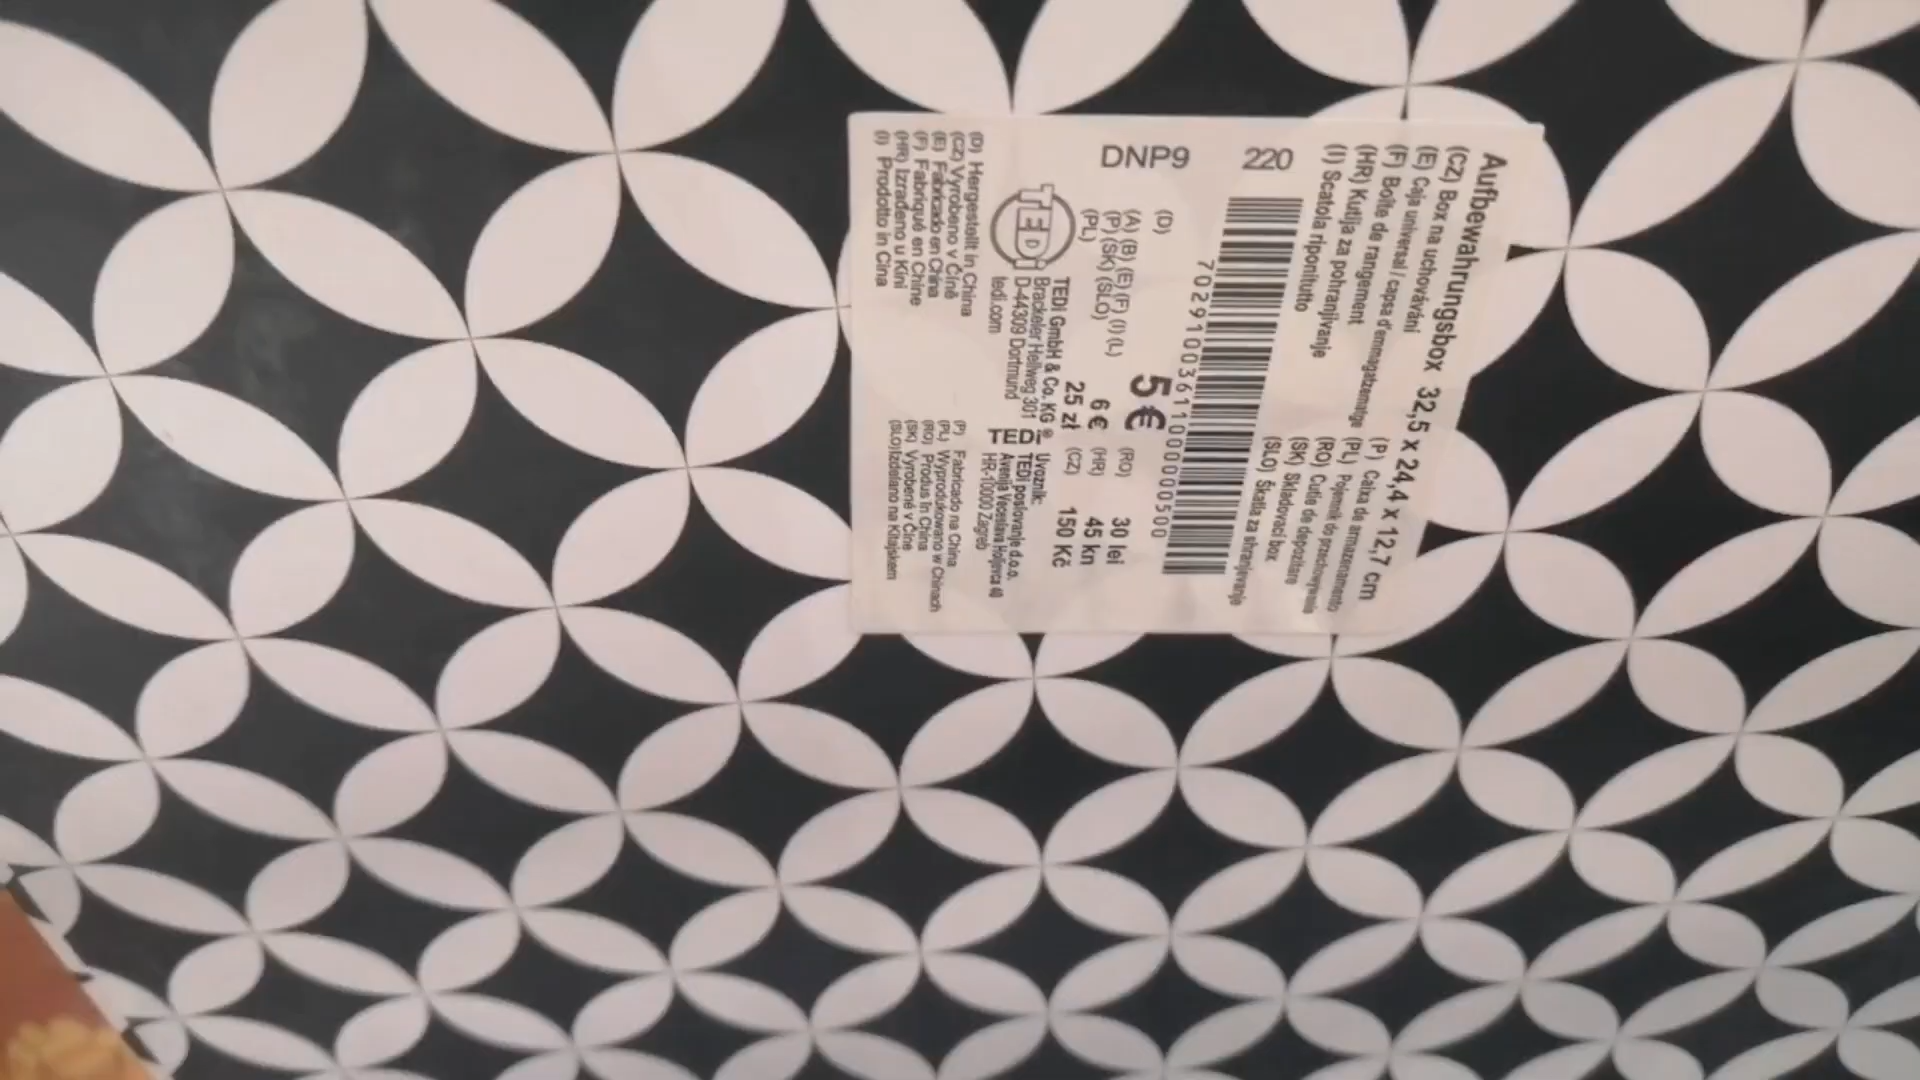 Aufbewahrungsbox 32,5 x 24,4 x 12,7 cm
(CZ) Box na uchovávání
(E) Caja universal / capsa d'emmagatzematge
(F) Boîte de rangement
(HR) Kutija za pohranjivanje
(I) Scatola riponitutto
(P) Caixa de armazenamento
(PL) Pojemnik do przechowywania
(RO) Cutie de depozitare
(SK) Skladovací box
(SLO) Škatla za shranjevanje
220
7029100361100000000500
DNP9
(D) 5 €
(A) (B) (E) (F) (I) (L)
(P) (SK) (SLO) 6 €
(PL) 25 zł
(RO) 30 lei
(HR) 45 kn
(CZ) 150 Kč
TEDi
TEDi GmbH & Co. KG
Brackeler Hellweg 301
D-44309 Dortmund
tedi.com
TEDi
Uvoznik:
TEDi poslovanje d.o.o.
Avenija Većeslava Holjevca 40
HR-10000 Zagreb
(D) Hergestellt in China
(CZ) Vyrobeno v Číně
(E) Fabricado en China
(F) Fabriqué en Chine
(HR) Izrađeno u Kini
(I) Prodotto in Cina
(P) Fabricado na China
(PL) Wyprodukowano w Chinach
(RO) Produs în China
(SK) Vyrobené v Číne
(SLO) Izdelano na Kitajskem